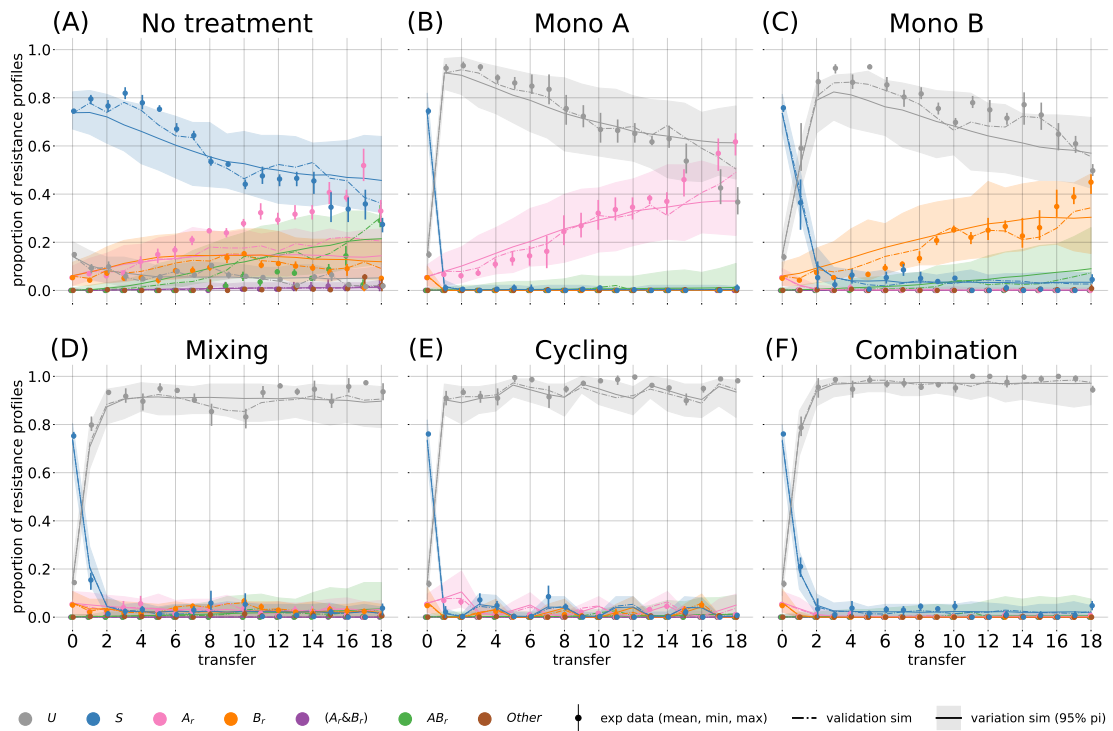 (A) No treatment
(B) Mono A
(C) Mono B
proportion of resistance profiles
1.0
0.8
0.6
0.4
0.2
0.0
(D) Mixing
(E) Cycling
(F) Combination
proportion of resistance profiles
1.0
0.8
0.6
0.4
0.2
0.0
0 2 4 6 8 10 12 14 16 18
0 2 4 6 8 10 12 14 16 18
0 2 4 6 8 10 12 14 16 18
transfer
transfer
transfer
U S Ar Br (Ar&Br) ABr Other exp data (mean, min, max) validation sim variation sim (95% pi)